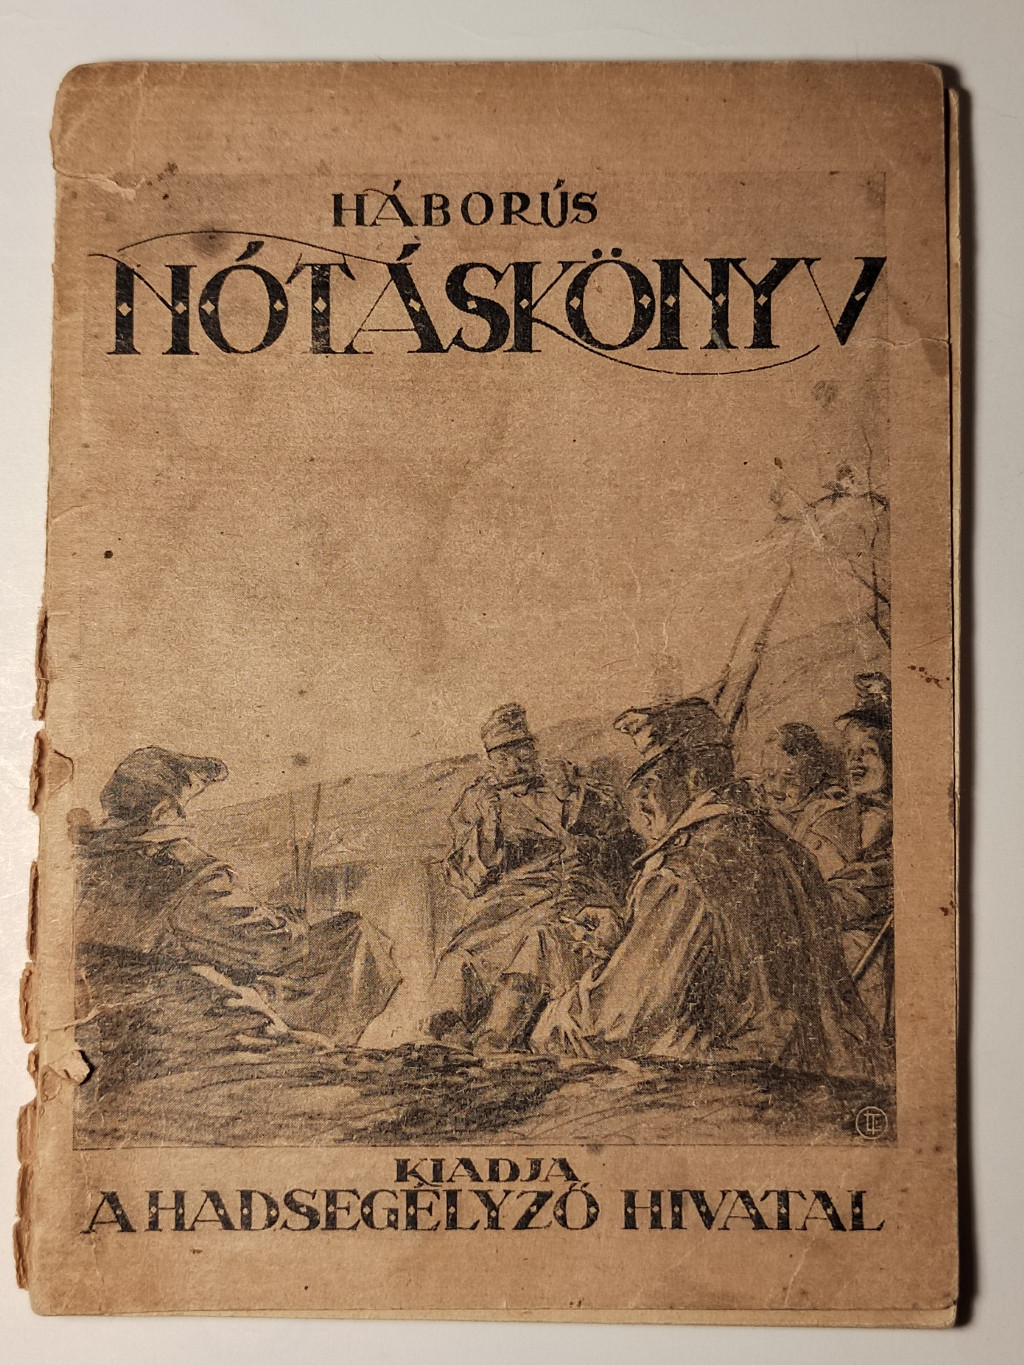 HÁBORÚS
NÓTÁSKÖNYV
KIADJA
A HADSEGÉLYZŐ HIVATAL